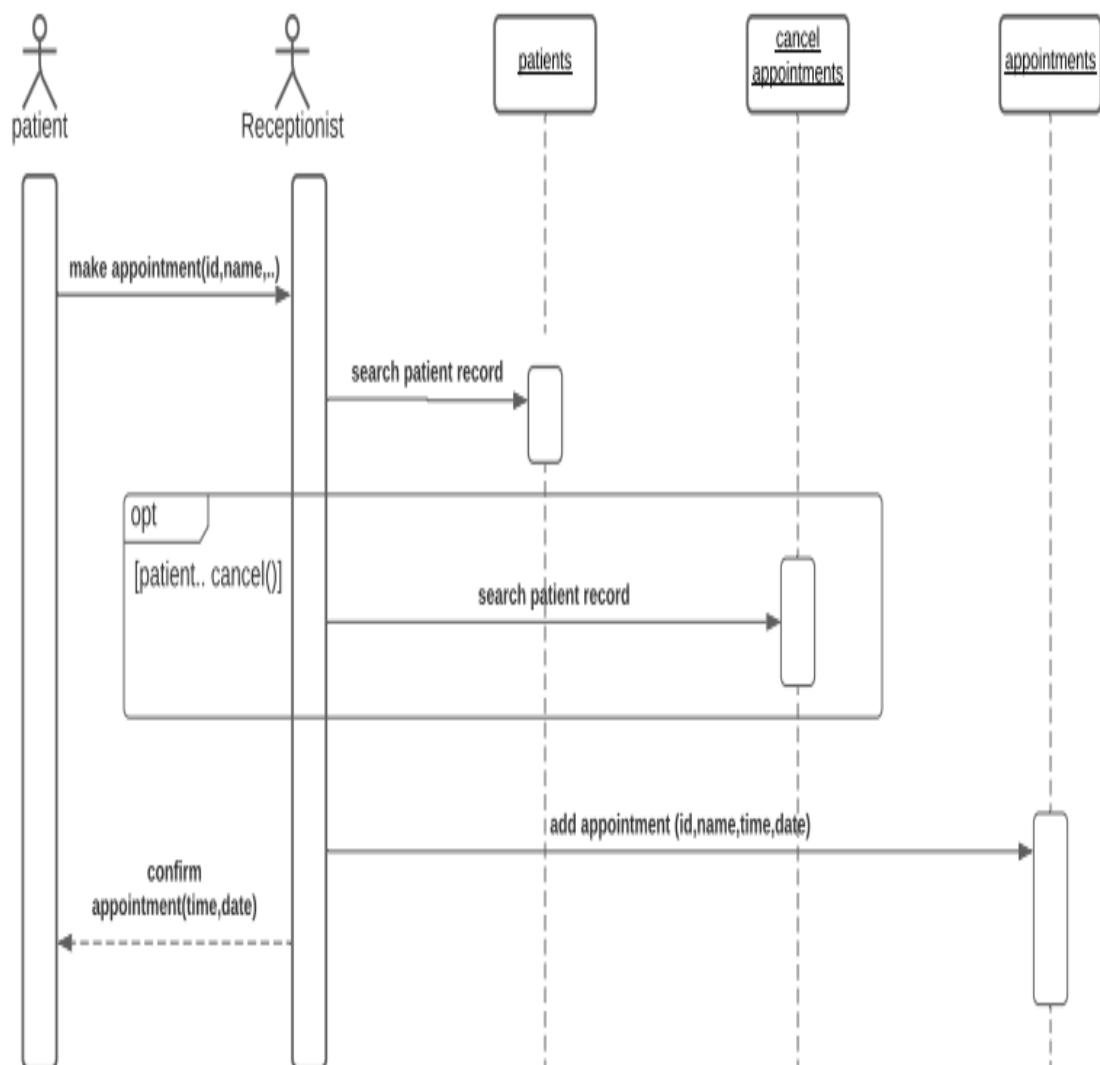 patient
Receptionist
patients
cancel
appointments
appointments
make appointment(id,name,..)
search patient record
opt
[patient.. cancel()]
search patient record
add appointment (id,name,time,date)
confirm
appointment(time,date)